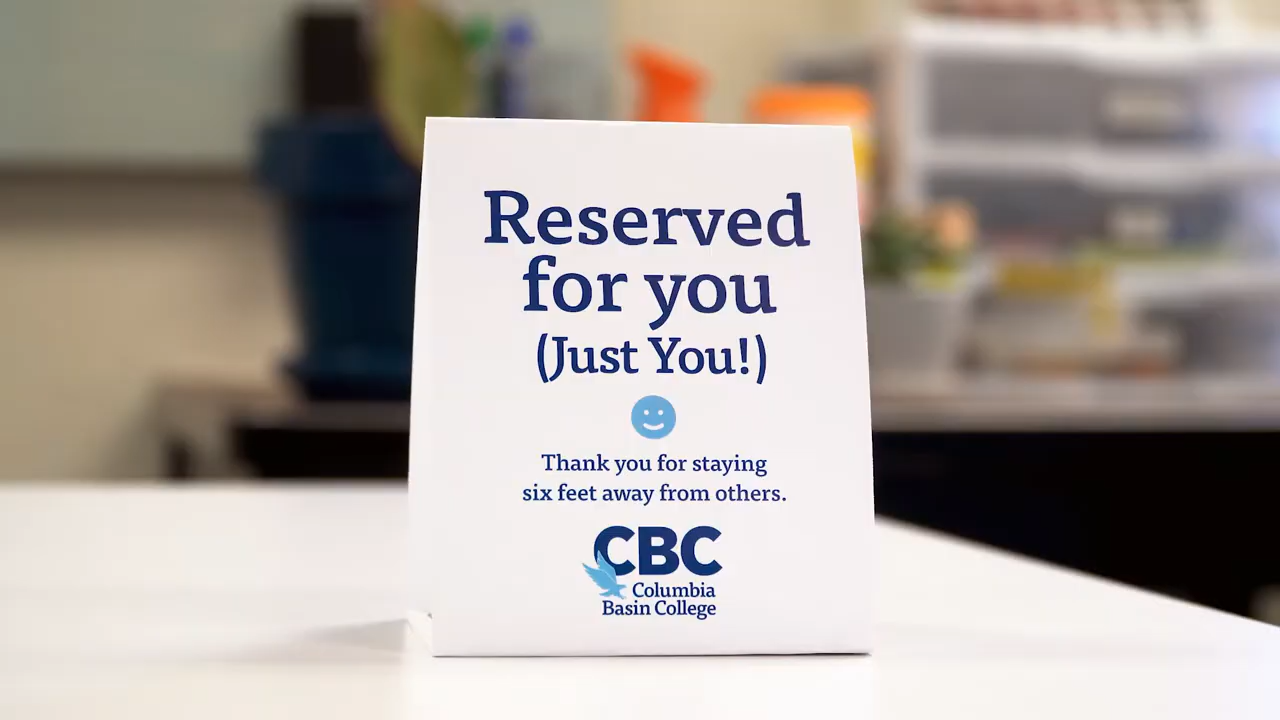 Reserved
for you
(Just You!)
Thank you for staying
six feet away from others.
CBC
Columbia
Basin College